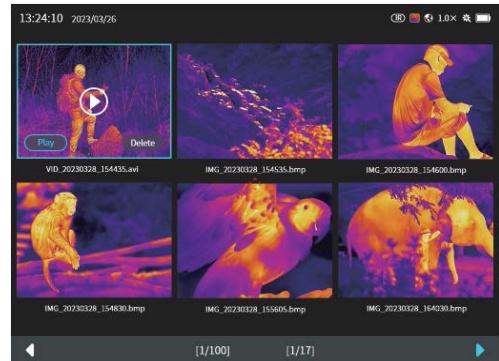 13:24:10 2023/03/26 IR 1.0×
Play Delete
VID_20230328_154435.avi IMG_20230328_154535.bmp IMG_20230328_154600.bmp
IMG_20230328_154830.bmp IMG_20230328_155605.bmp IMG_20230328_164030.bmp
[1/100] [1/17]